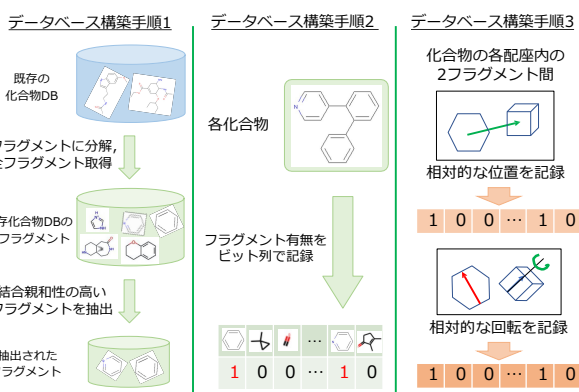 データベース構築手順1
既存の
化合物DB
フラグメントに分解,
全フラグメント取得
存化合物DBの
フラグメント
結合親和性の高い
フラグメントを抽出
抽出された
フラグメント
データベース構築手順2
各化合物
フラグメント有無を
ビット列で記録
…
1 0 0 … 1 0
データベース構築手順3
化合物の各配座内の
2フラグメント間
相対的な位置を記録
1 0 0 … 1 0
相対的な回転を記録
1 0 0 … 1 0